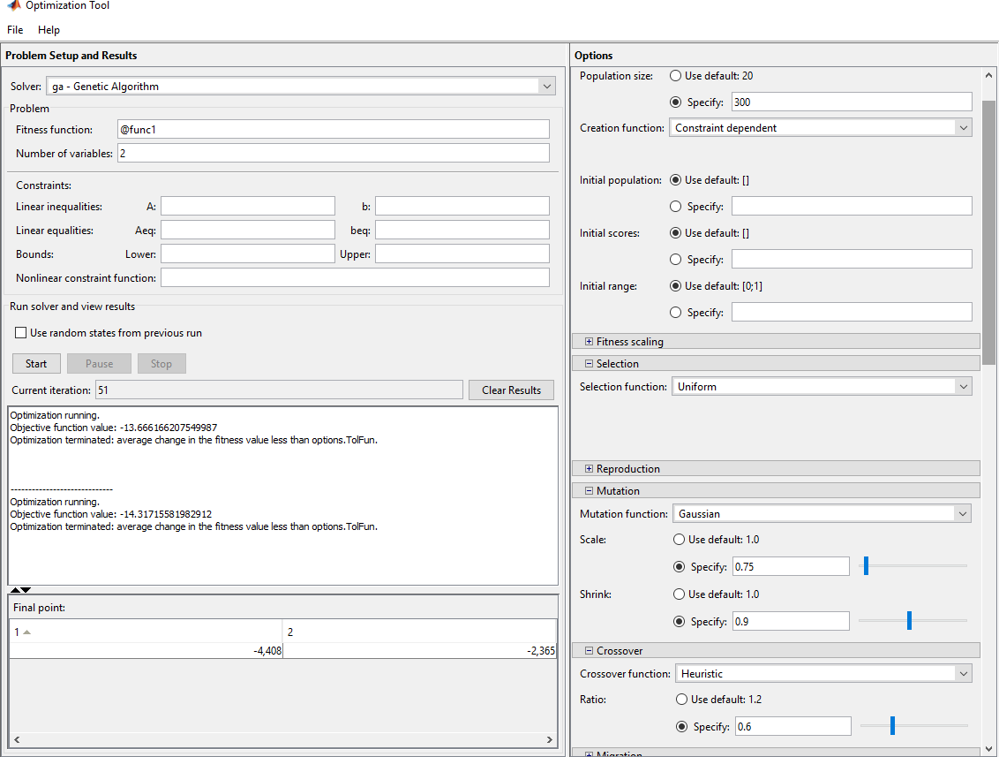 Optimization Tool
File Help
Problem Setup and Results
Solver: ga - Genetic Algorithm
Problem
Fitness function: @func1
Number of variables: 2
Constraints:
Linear inequalities: A: b:
Linear equalities: Aeq: beq:
Bounds: Lower: Upper:
Nonlinear constraint function:
Run solver and view results
Use random states from previous run
Start Pause Stop
Current iteration: 51 Clear Results
Optimization running.
Objective function value: -13.666166207549987
Optimization terminated: average change in the fitness value less than options.TolFun.
-----------------------------
Optimization running.
Objective function value: -14.31715581982912
Optimization terminated: average change in the fitness value less than options.TolFun.
Final point:
1 2
-4,408 -2,365
Options
Population size: Use default: 20
Specify: 300
Creation function: Constraint dependent
Initial population: Use default: []
Specify:
Initial scores: Use default: []
Specify:
Initial range: Use default: [0;1]
Specify:
Fitness scaling
Selection
Selection function: Uniform
Reproduction
Mutation
Mutation function: Gaussian
Scale: Use default: 1.0
Specify: 0.75
Shrink: Use default: 1.0
Specify: 0.9
Crossover
Crossover function: Heuristic
Ratio: Use default: 1.2
Specify: 0.6
Migration